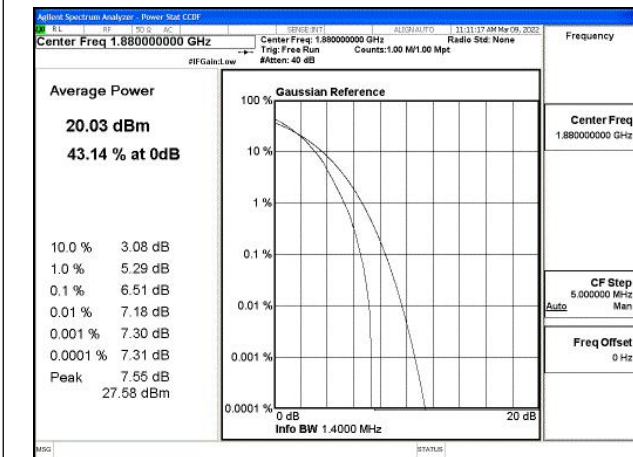 Agilent Spectrum Analyzer - Power Stat CCDF
RL RF 50 Ω AC SENSE:INT ALIGN AUTO 11:11:17 AM Mar 09, 2022
Center Freq 1.880000000 GHz
Center Freq: 1.880000000 GHz Radio Std: None
Trig: Free Run Counts:1.00 M/1.00 Mpt
#IFGain:Low #Atten: 40 dB
Frequency
Average Power
20.03 dBm
43.14 % at 0dB
10.0 % 3.08 dB
1.0 % 5.29 dB
0.1 % 6.51 dB
0.01 % 7.18 dB
0.001 % 7.30 dB
0.0001 % 7.31 dB
Peak 7.55 dB
27.58 dBm
Gaussian Reference
100 %
10 %
1 %
0.1 %
0.01 %
0.001 %
0.0001 %
0 dB 20 dB
Info BW 1.4000 MHz
Center Freq
1.880000000 GHz
CF Step
5.000000 MHz
Auto Man
Freq Offset
0 Hz
MSG STATUS